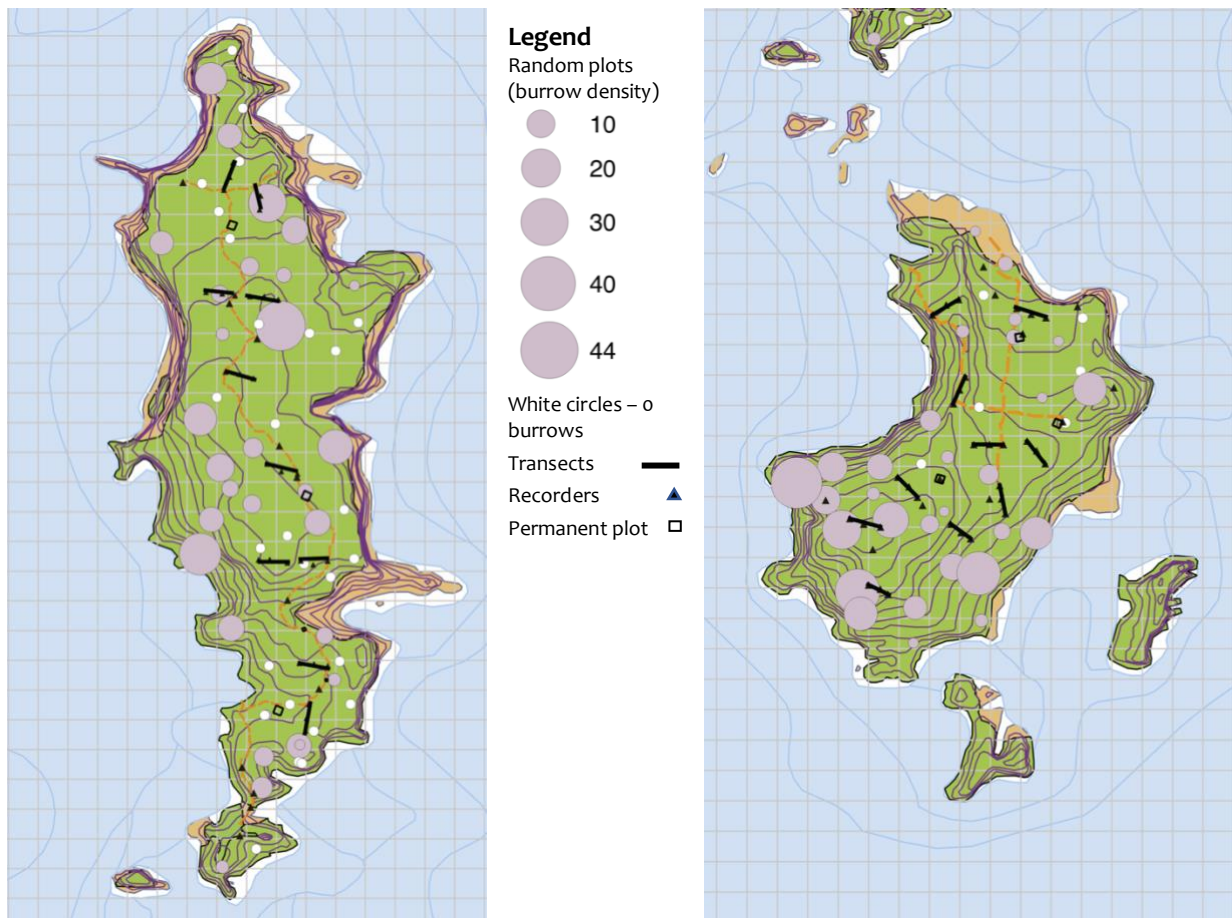 Legend
Random plots
(burrow density)
10
20
30
40
44
White circles – 0
burrows
Transects
Recorders
Permanent plot